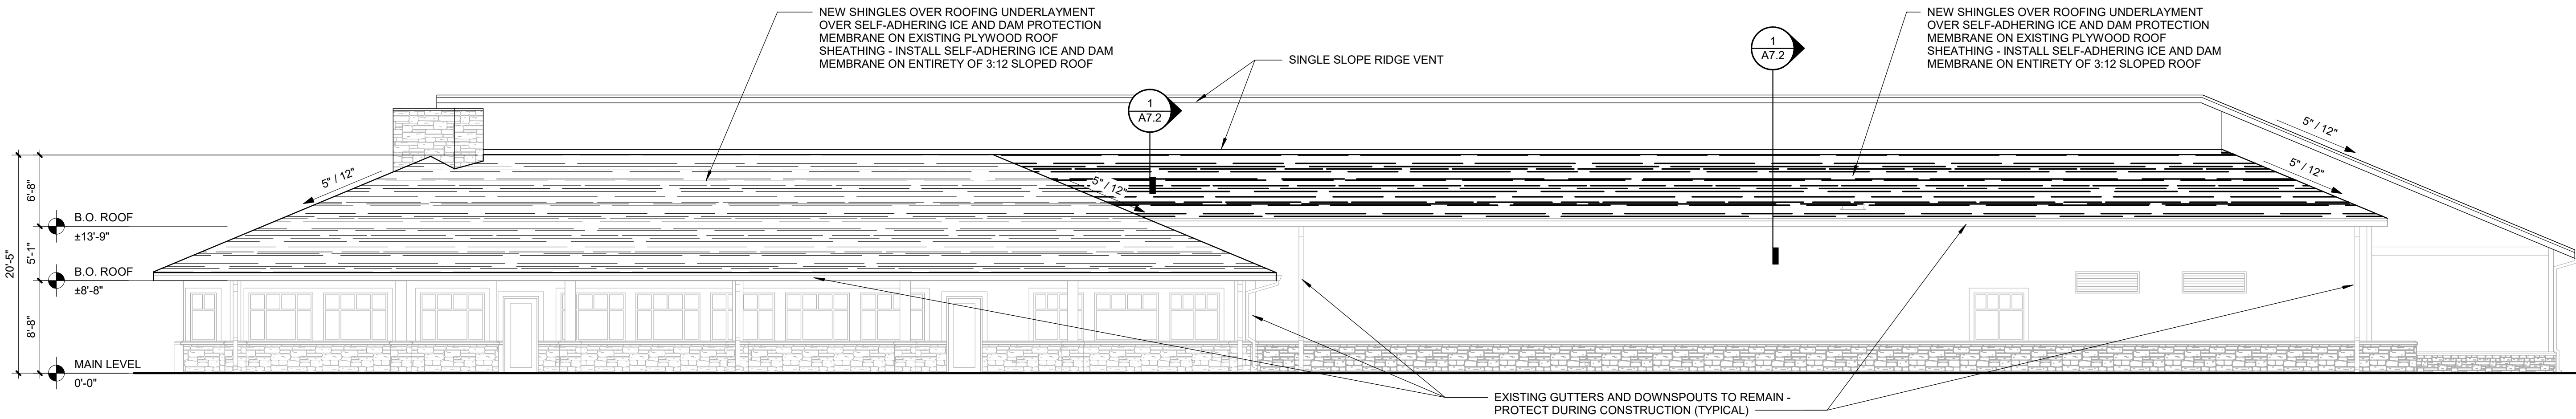 NEW SHINGLES OVER ROOFING UNDERLAYMENT
OVER SELF-ADHERING ICE AND DAM PROTECTION
MEMBRANE ON EXISTING PLYWOOD ROOF
SHEATHING - INSTALL SELF-ADHERING ICE AND DAM
MEMBRANE ON ENTIRETY OF 3:12 SLOPED ROOF
SINGLE SLOPE RIDGE VENT
1
A7.2
1
A7.2
NEW SHINGLES OVER ROOFING UNDERLAYMENT
OVER SELF-ADHERING ICE AND DAM PROTECTION
MEMBRANE ON EXISTING PLYWOOD ROOF
SHEATHING - INSTALL SELF-ADHERING ICE AND DAM
MEMBRANE ON ENTIRETY OF 3:12 SLOPED ROOF
5" / 12"
5" / 12"
5" / 12"
5" / 12"
20'-5"
6'-8"
5'-1"
8'-8"
B.O. ROOF
±13'-9"
B.O. ROOF
±8'-8"
MAIN LEVEL
0'-0"
EXISTING GUTTERS AND DOWNSPOUTS TO REMAIN -
PROTECT DURING CONSTRUCTION (TYPICAL)